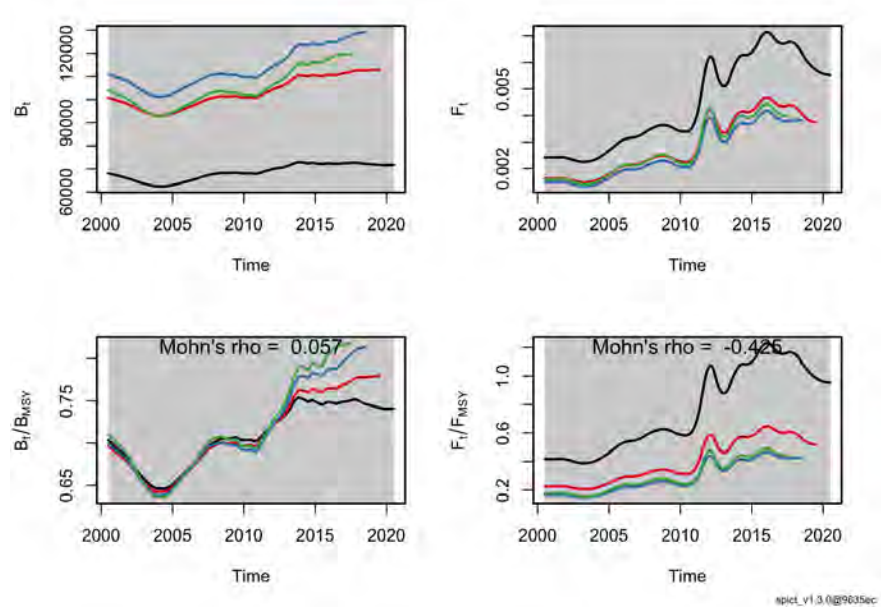 120000
90000
60000
Bt
2000 2005 2010 2015 2020
Time
0.005
0.002
Ft
2000 2005 2010 2015 2020
Time
Mohn's rho = 0.057
0.75
0.65
Bt/BMSY
2000 2005 2010 2015 2020
Time
Mohn's rho = -0.425
1.0
0.6
0.2
Ft/FMSY
2000 2005 2010 2015 2020
Time
spict_v1.3.0@9635ec